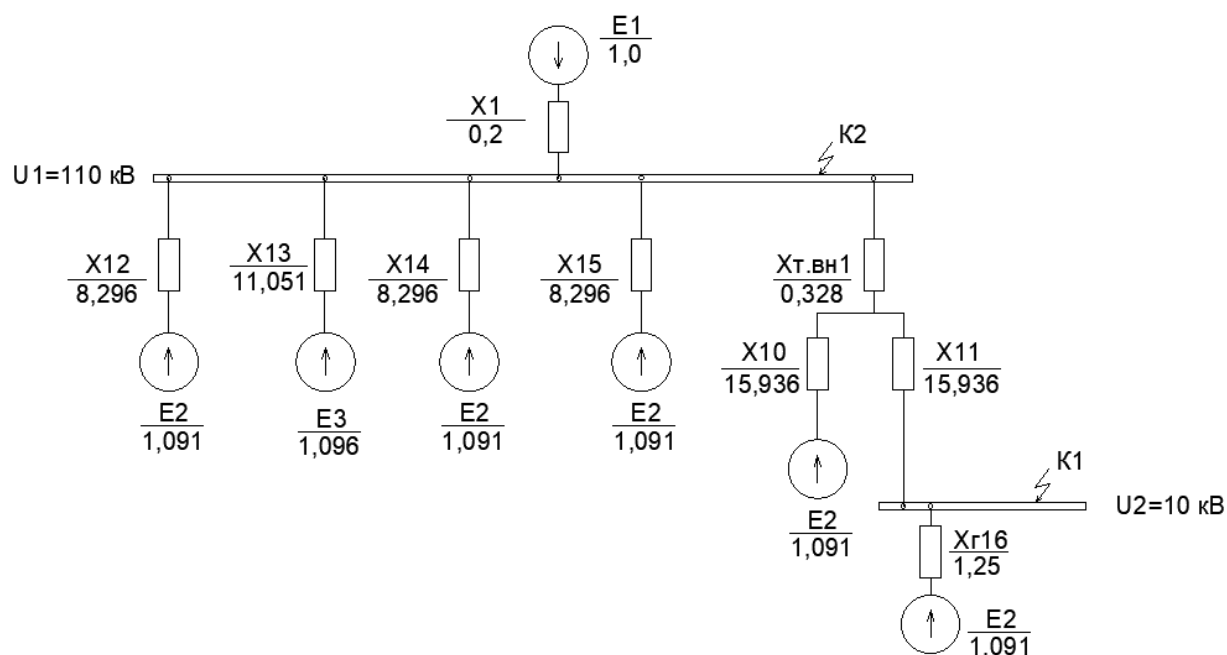 E1
1,0
X1
0,2
K2
U1=110 кВ
X12
8,296
X13
11,051
X14
8,296
X15
8,296
Xт.вн1
0,328
X10
15,936
X11
15,936
E2
1,091
E3
1,096
E2
1,091
E2
1,091
K1
E2
1,091
U2=10 кВ
Xг16
1,25
E2
1,091